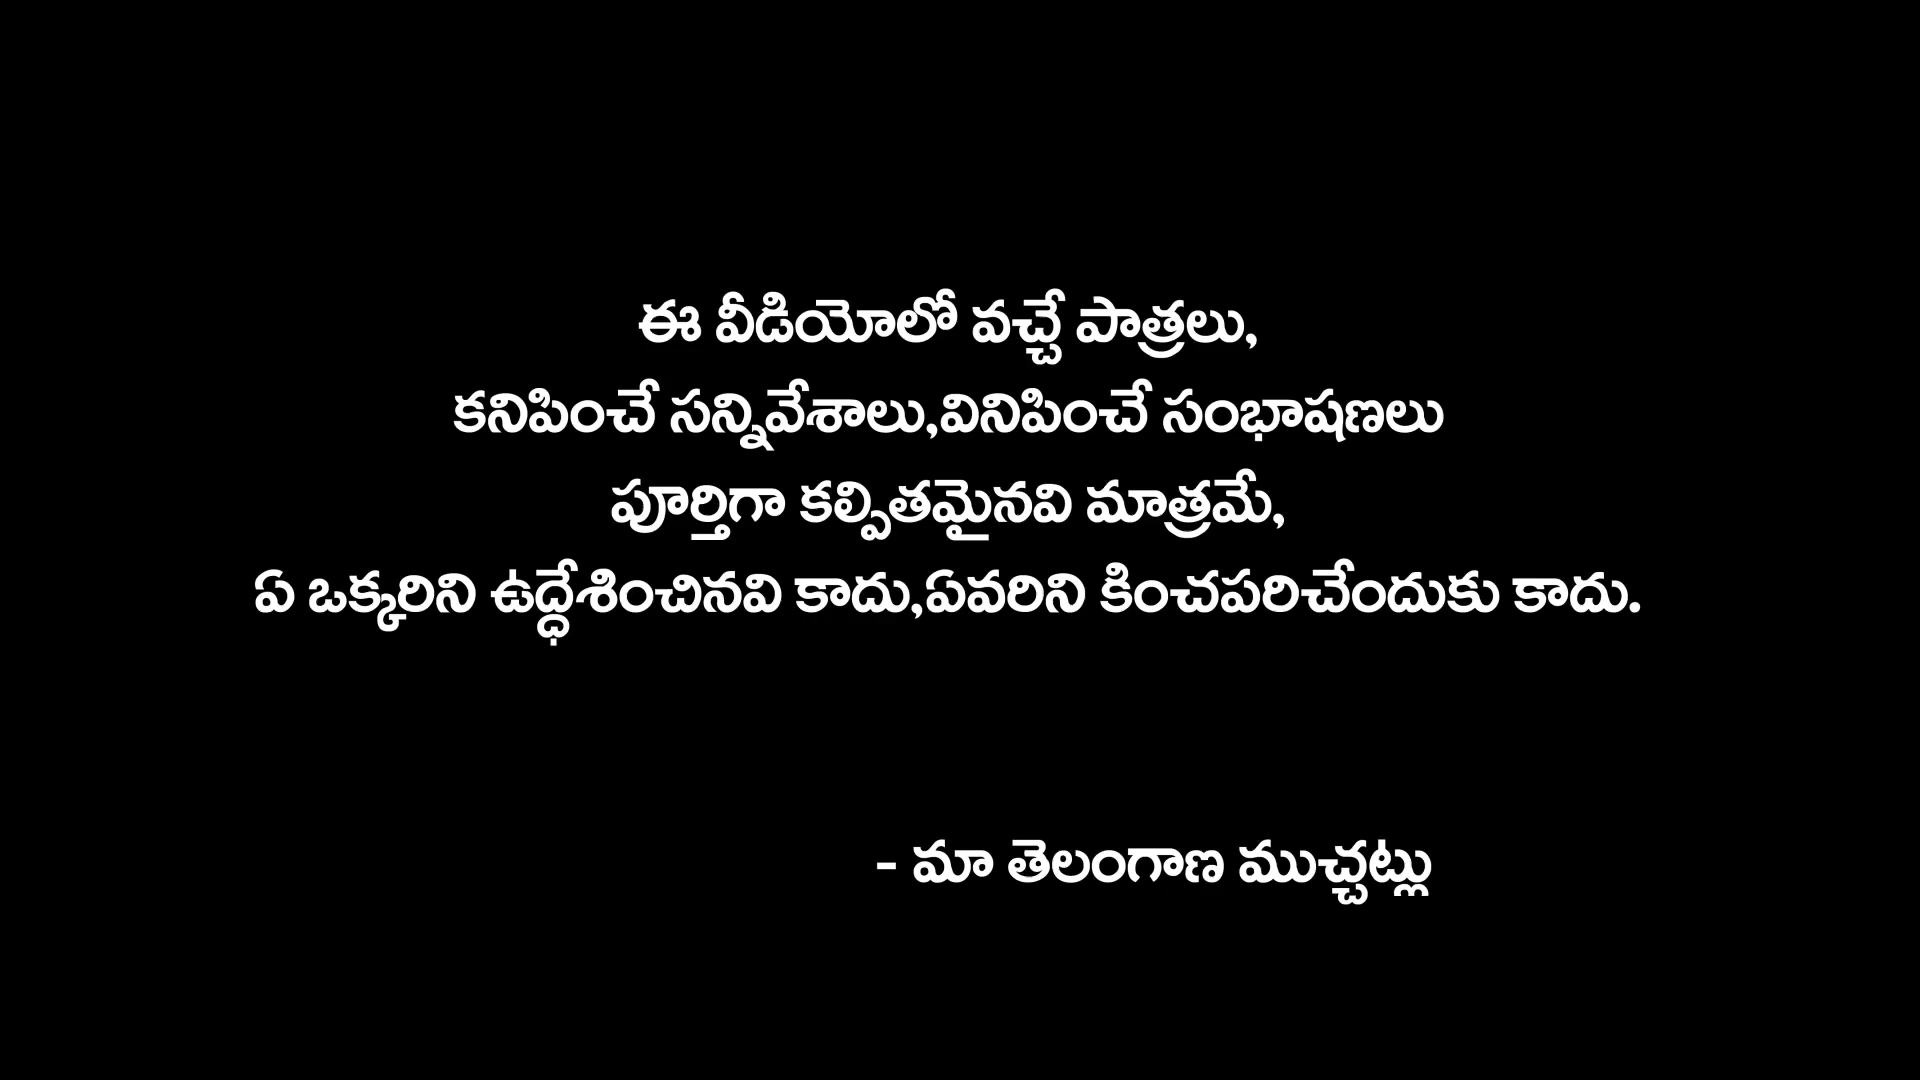 ఈ వీడియోలో వచ్చే పాత్రలు,
కనిపించే సన్నివేశాలు,వినిపించే సంభాషణలు
పూర్తిగా కల్పితమైనవి మాత్రమే,
ఏ ఒక్కరిని ఉద్ధేశించినవి కాదు,ఏవరిని కించపరిచేందుకు కాదు.
- మా తెలంగాణ ముచ్చట్లు